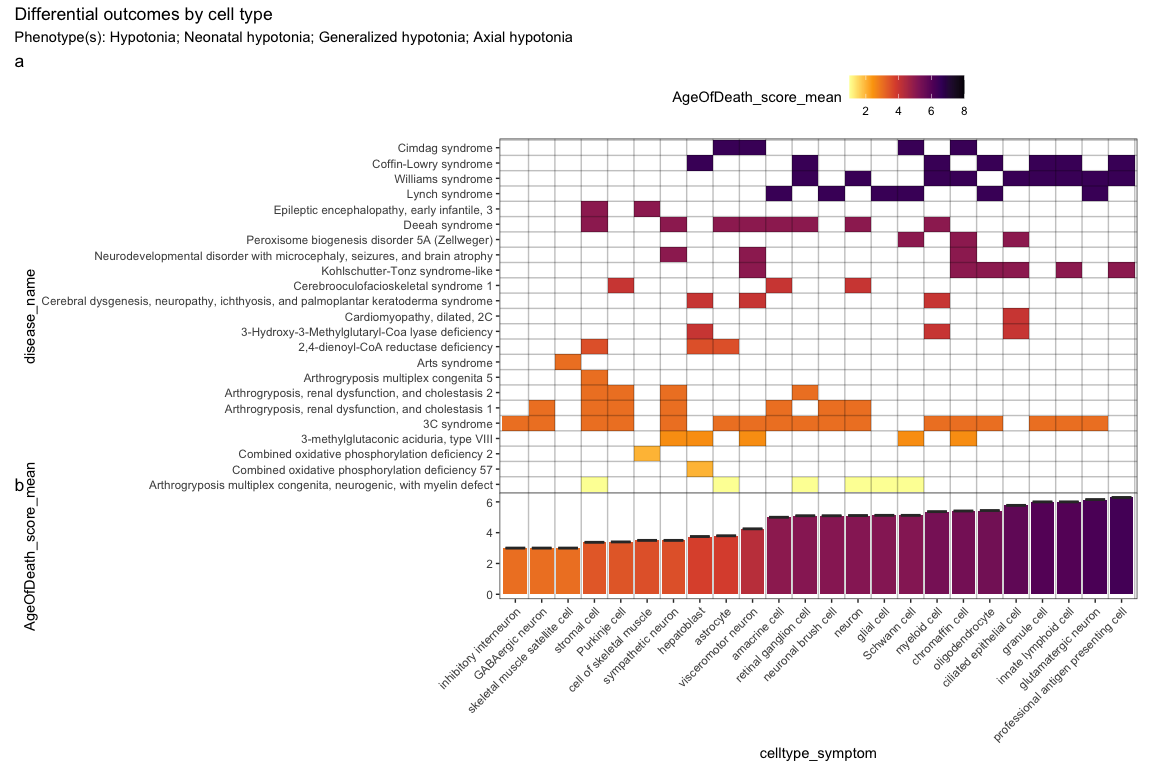 Differential outcomes by cell type
Phenotype(s): Hypotonia; Neonatal hypotonia; Generalized hypotonia; Axial hypotonia
a
AgeOfDeath_score_mean
2 4 6 8
disease_name
Cimdag syndrome
Coffin-Lowry syndrome
Williams syndrome
Lynch syndrome
Epileptic encephalopathy, early infantile, 3
Deeah syndrome
Peroxisome biogenesis disorder 5A (Zellweger)
Neurodevelopmental disorder with microcephaly, seizures, and brain atrophy
Kohlschutter-Tonz syndrome-like
Cerebrooculofacioskeletal syndrome 1
Cerebral dysgenesis, neuropathy, ichthyosis, and palmoplantar keratoderma syndrome
Cardiomyopathy, dilated, 2C
3-Hydroxy-3-Methylglutaryl-Coa lyase deficiency
2,4-dienoyl-CoA reductase deficiency
Arts syndrome
Arthrogryposis multiplex congenita 5
Arthrogryposis, renal dysfunction, and cholestasis 2
Arthrogryposis, renal dysfunction, and cholestasis 1
3C syndrome
3-methylglutaconic aciduria, type VIII
Combined oxidative phosphorylation deficiency 2
Combined oxidative phosphorylation deficiency 57
Arthrogryposis multiplex congenita, neurogenic, with myelin defect
b
AgeOfDeath_score_mean
6
4
2
0
inhibitory interneuron
GABAergic neuron
skeletal muscle satellite cell
stromal cell
Purkinje cell
cell of skeletal muscle
sympathetic neuron
hepatoblast
astrocyte
visceromotor neuron
amacrine cell
retinal ganglion cell
neuronal brush cell
neuron
glial cell
Schwann cell
myeloid cell
chromaffin cell
oligodendrocyte
ciliated epithelial cell
granule cell
innate lymphoid cell
glutamatergic neuron
professional antigen presenting cell
celltype_symptom